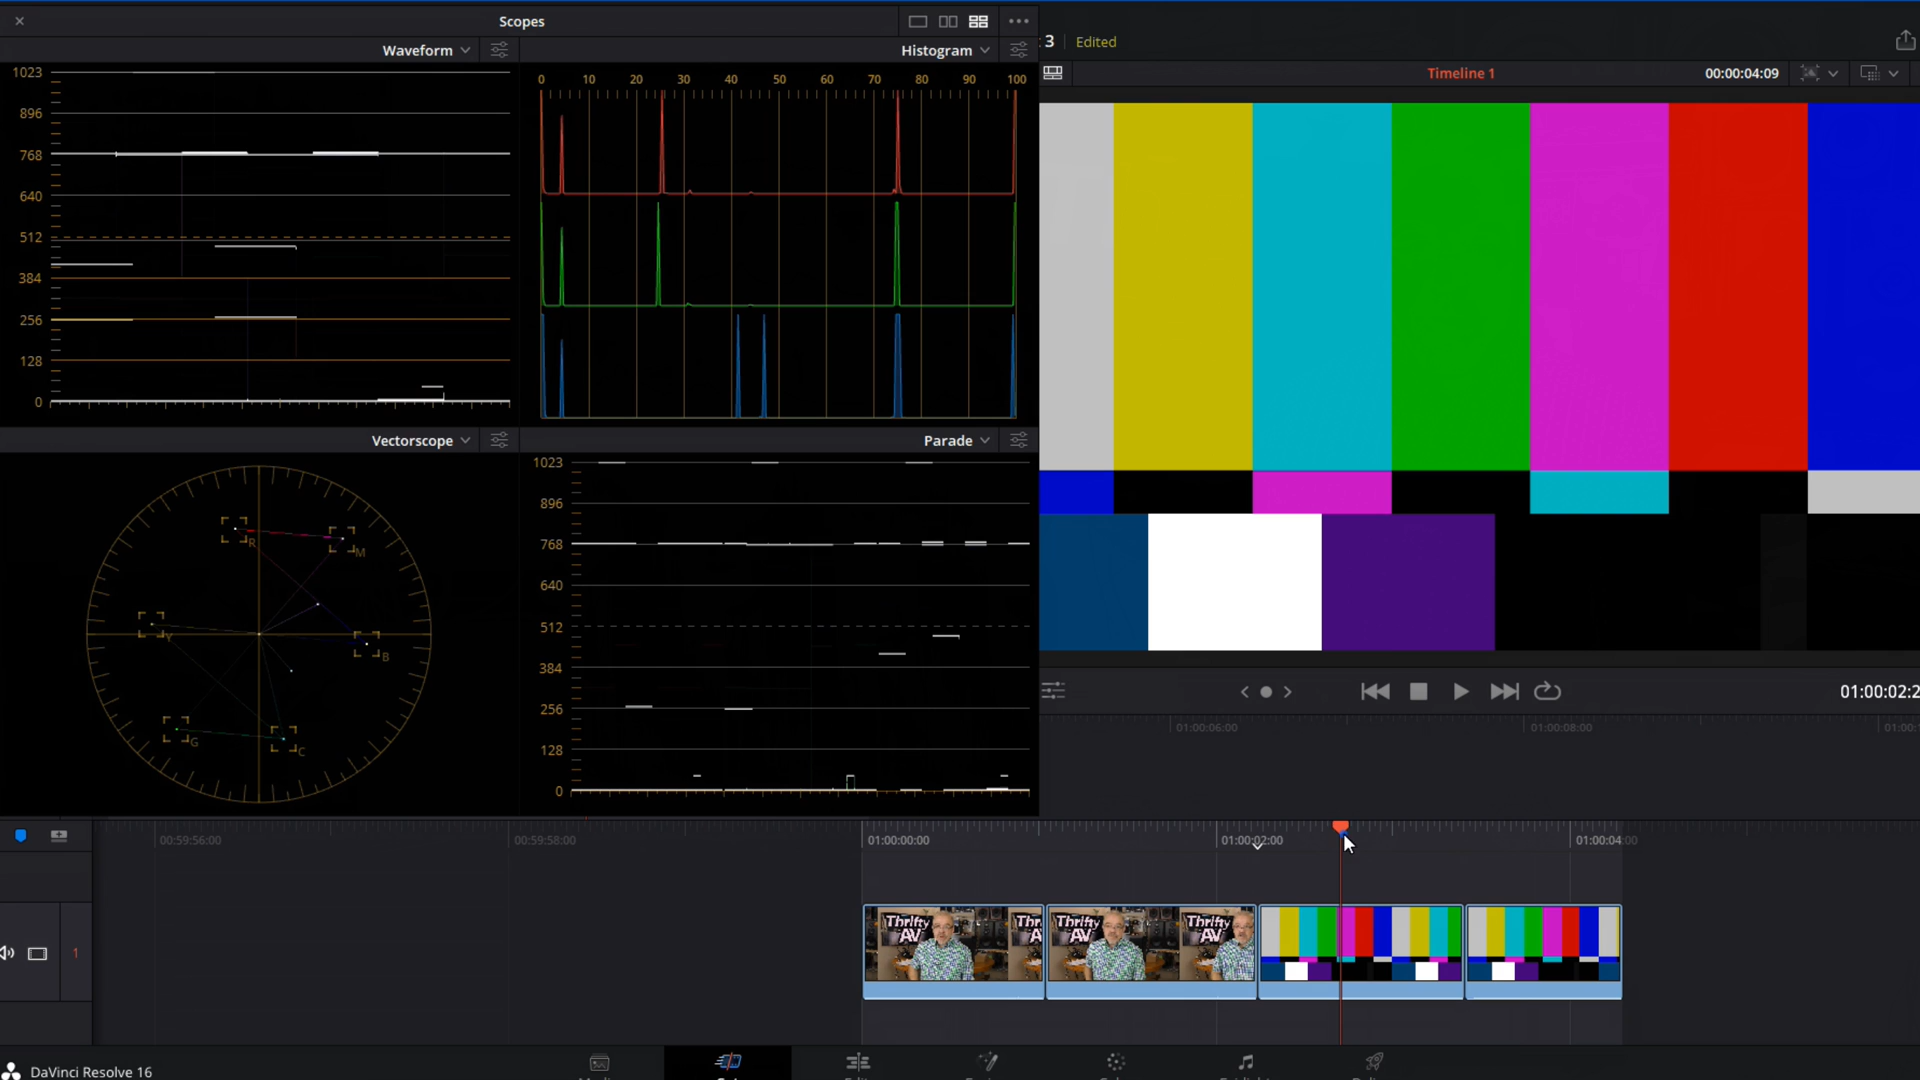 Scopes
Waveform
Histogram
3
Edited
Timeline 1
00:00:04:09
1023
896
768
640
512
384
256
128
0
0 10 20 30 40 50 60 70 80 90 100
Vectorscope
Parade
R
M
Y
B
G
C
1023
896
768
640
512
384
256
128
0
01:00:02:2
01:00:06:00
01:00:08:00
01:00:
00:59:56:00
00:59:58:00
01:00:00:00
01:00:02:00
01:00:04:00
1
Thrifty AV
Thr
Thrifty AV
Thrifty AV
DaVinci Resolve 16